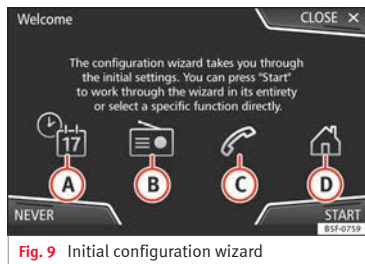 Welcome
CLOSE ×
The configuration wizard takes you through
the initial settings. You can press "Start"
to work through the wizard in its entirety
or select a specific function directly.
17
A B C D
NEVER
START
BSF-0759
Fig. 9 Initial configuration wizard